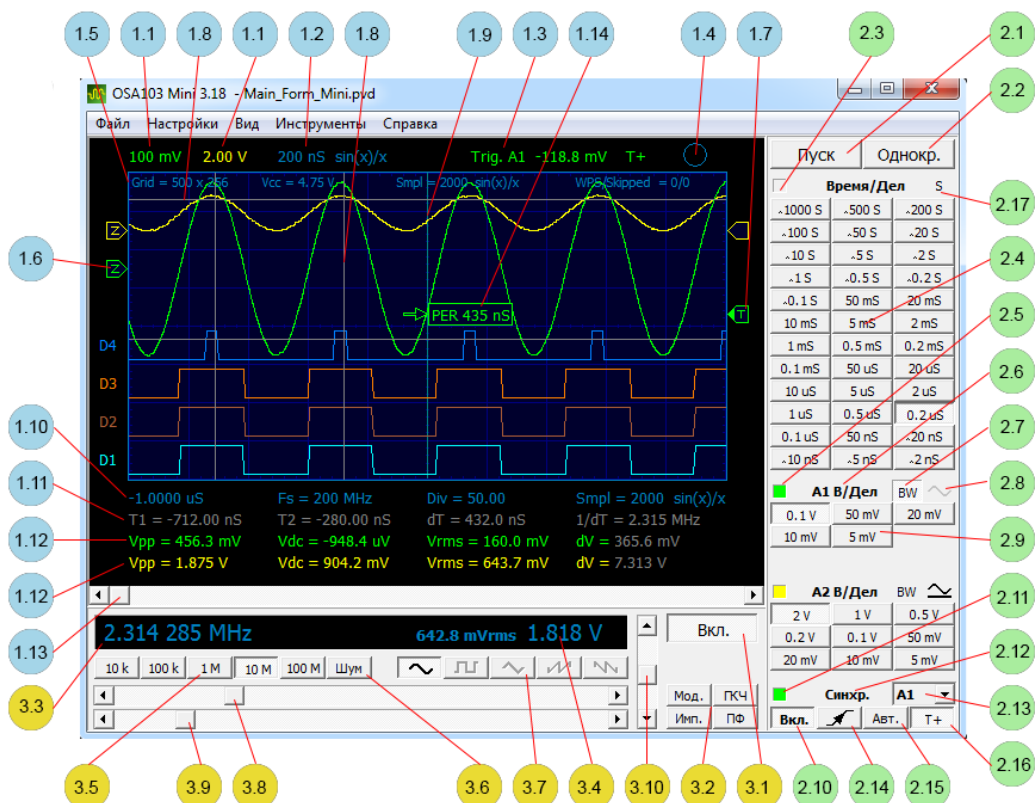 1.5 1.1 1.8 1.1 1.2 1.8 1.9 1.3 1.14 1.4 1.7 2.3 2.1
2.2
OSA103 Mini 3.18 - Main_Form_Mini.pvd
Файл Настройки Вид Инструменты Справка
100 mV 2.00 V 200 nS sin(x)/x Trig. A1 -118.8 mV T+
Пуск Однокр.
Grid = 500 x 256 Vcc = 4.75 V Smpl = 2000 sin(x)/x WPS/Skipped = 0/0
Время/Дел S
2.17
^1000 S ^500 S ^200 S
Z
^100 S ^50 S ^20 S
1.6 Z
^10 S ^5 S ^2 S
2.4
^1 S ^0.5 S ^0.2 S
2.5
^0.1 S 50 mS 20 mS
PER 435 nS T
10 mS 5 mS 2 mS
D4
1 mS 0.5 mS 0.2 mS
2.6
D3
0.1 mS 50 uS 20 uS
10 uS 5 uS 2 uS
D2
1.10
1 uS 0.5 uS 0.2 uS
2.7
0.1 uS 50 nS ^20 nS
D1
^10 nS ^5 nS ^2 nS
1.11
-1.0000 uS Fs = 200 MHz Div = 50.00 Smpl = 2000 sin(x)/x
A1 В/Дел BW
2.8
T1 = -712.00 nS T2 = -280.00 nS dT = 432.0 nS 1/dT = 2.315 MHz
0.1 V 50 mV 20 mV
1.12
Vpp = 456.3 mV Vdc = -948.4 uV Vrms = 160.0 mV dV = 365.6 mV
10 mV 5 mV
2.9
1.12
Vpp = 1.875 V Vdc = 904.2 mV Vrms = 643.7 mV dV = 7.313 V
A2 В/Дел BW
2.11
2 V 1 V 0.5 V
1.13
2.314 285 MHz 642.8 mVrms 1.818 V
Вкл.
0.2 V 0.1 V 50 mV
2.12
20 mV 10 mV 5 mV
10 k 100 k 1 M 10 M 100 M Шум
3.3
Мод. ГКЧ
Синхр. A1
2.13
Имп. ПФ
Вкл. Авт. T+
2.16
3.5 3.9 3.8 3.6 3.7 3.4 3.10 3.2 3.1 2.10 2.14 2.15